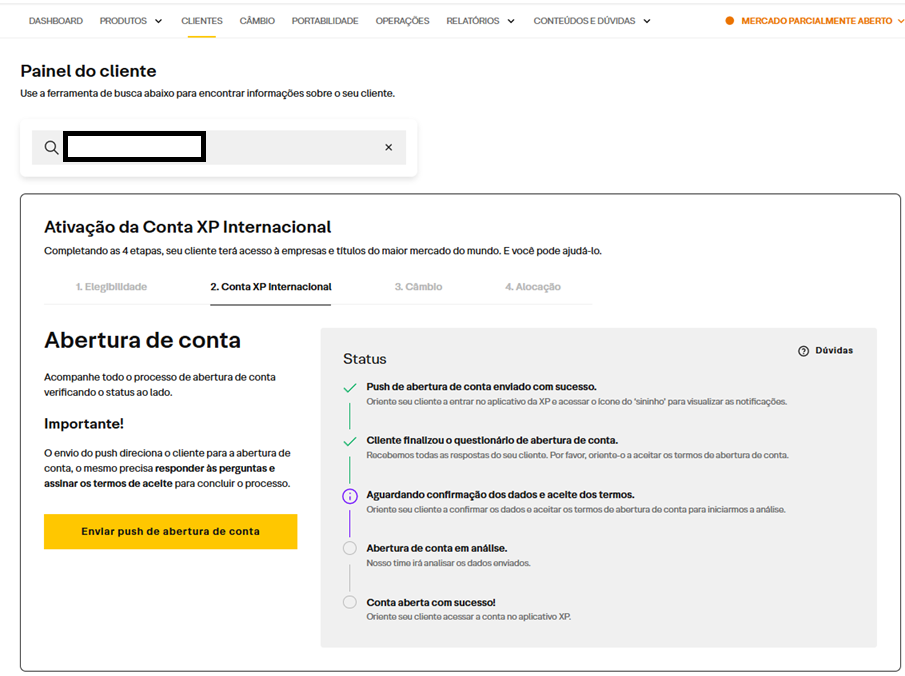 DASHBOARD PRODUTOS CLIENTES CÂMBIO PORTABILIDADE OPERAÇÕES RELATÓRIOS CONTEÚDOS E DÚVIDAS MERCADO PARCIALMENTE ABERTO
Painel do cliente
Use a ferramenta de busca abaixo para encontrar informações sobre o seu cliente.
Ativação da Conta XP Internacional
Completando as 4 etapas, seu cliente terá acesso à empresas e títulos do maior mercado do mundo. E você pode ajudá-lo.
1. Elegibilidade 2. Conta XP Internacional 3. Câmbio 4. Alocação
Abertura de conta
Acompanhe todo o processo de abertura de conta
verificando o status ao lado.
Importante!
O envio do push direciona o cliente para a abertura de
conta, o mesmo precisa responder às perguntas e
assinar os termos de aceite para concluir o processo.
Enviar push de abertura de conta
Status
Dúvidas
Push de abertura de conta enviado com sucesso.
Oriente seu cliente a entrar no aplicativo da XP e acessar o ícone do 'sininho' para visualizar as notificações.
Cliente finalizou o questionário de abertura de conta.
Recebemos todas as respostas do seu cliente. Por favor, oriente-o a aceitar os termos de abertura de conta.
Aguardando confirmação dos dados e aceite dos termos.
Oriente seu cliente a confirmar os dados e aceitar os termos de abertura de conta para iniciarmos a análise.
Abertura de conta em análise.
Nosso time irá analisar os dados enviados.
Conta aberta com sucesso!
Oriente seu cliente acessar a conta no aplicativo XP.